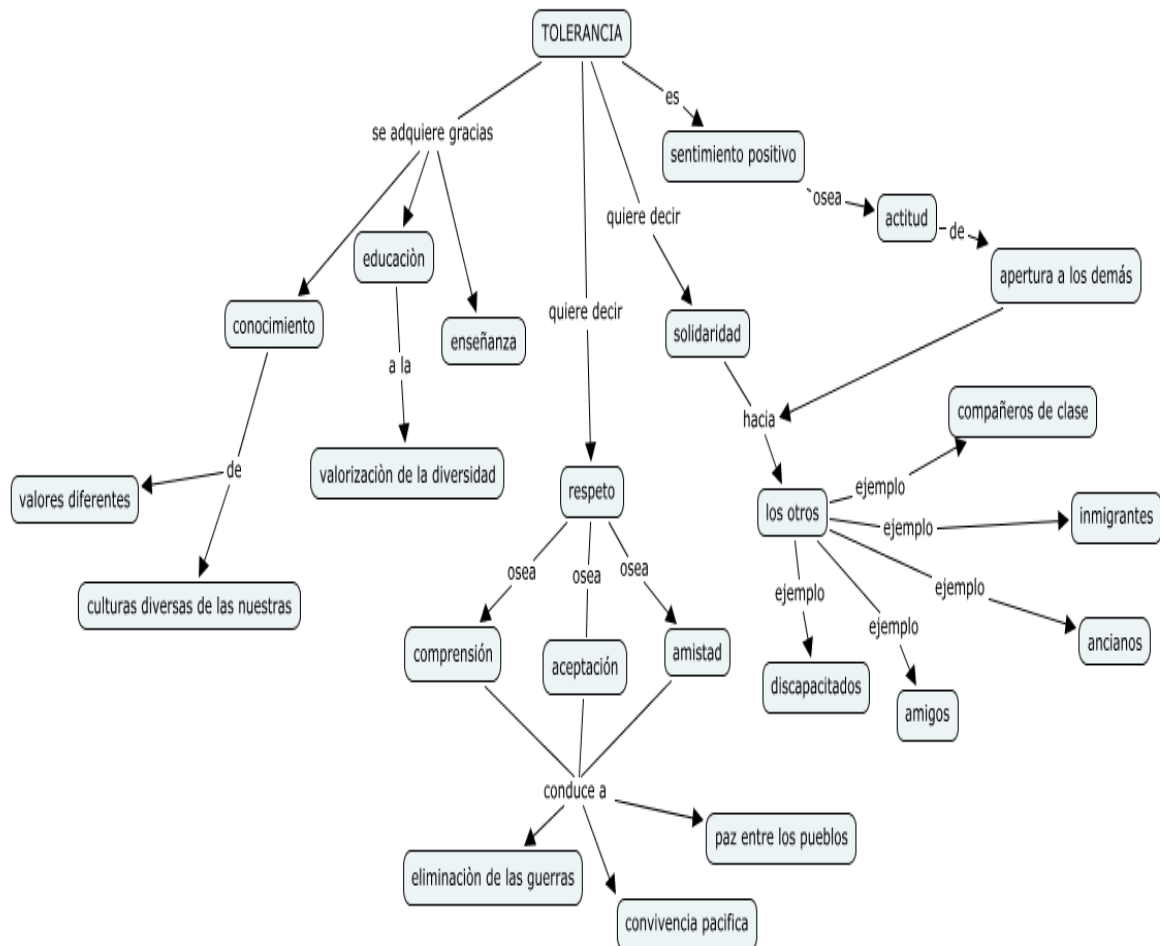 TOLERANCIA
es
se adquiere gracias
sentimiento positivo
osea
quiere decir
actitud
de
educaciòn
apertura a los demás
conocimiento
quiere decir
enseñanza
solidaridad
a la
hacia
compañeros de clase
valorizaciòn de la diversidad
de
valores diferentes
respeto
ejemplo
los otros
inmigrantes
ejemplo
culturas diversas de las nuestras
osea
osea
osea
ejemplo
ejemplo
ejemplo
comprensión
aceptación
amistad
ancianos
discapacitados
amigos
conduce a
paz entre los pueblos
eliminaciòn de las guerras
convivencia pacifica